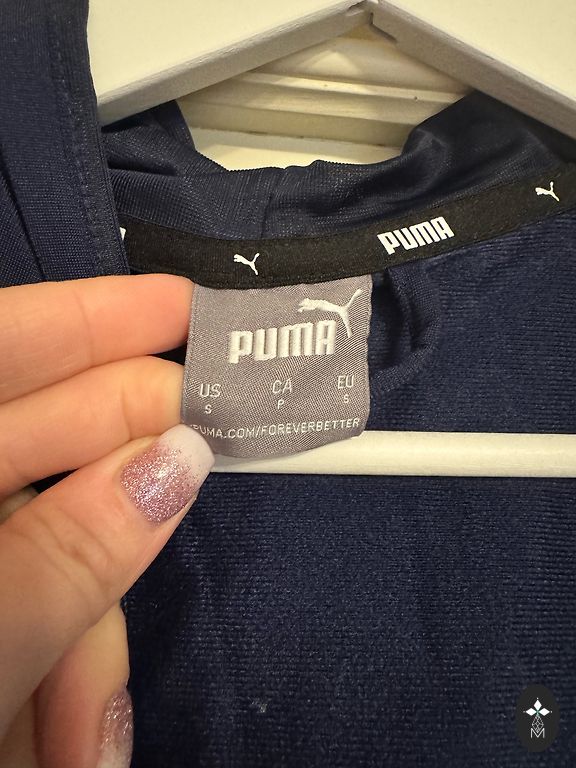 PUMA
PUMA
US CA EU
S P S
PUMA.COM/FOREVERBETTER
M